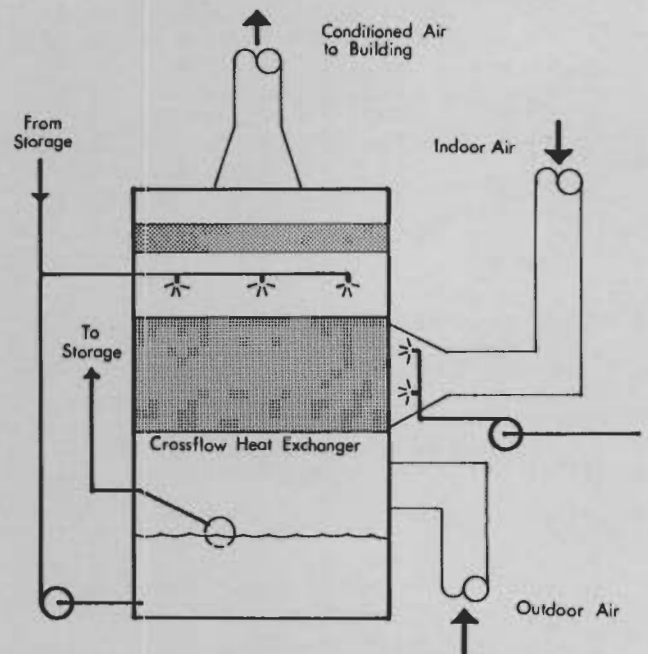 Conditioned Air
to Building
From
Storage
Indoor Air
To
Storage
Crossflow Heat Exchanger
Outdoor Air